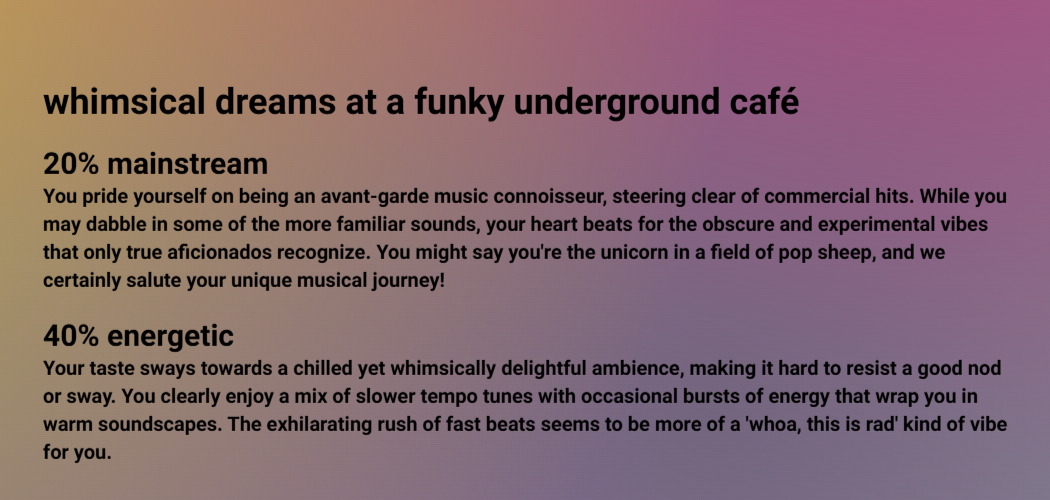 whimsical dreams at a funky underground café
20% mainstream
You pride yourself on being an avant-garde music connoisseur, steering clear of commercial hits. While you
may dabble in some of the more familiar sounds, your heart beats for the obscure and experimental vibes
that only true aficionados recognize. You might say you're the unicorn in a field of pop sheep, and we
certainly salute your unique musical journey!
40% energetic
Your taste sways towards a chilled yet whimsically delightful ambience, making it hard to resist a good nod
or sway. You clearly enjoy a mix of slower tempo tunes with occasional bursts of energy that wrap you in
warm soundscapes. The exhilarating rush of fast beats seems to be more of a 'whoa, this is rad' kind of vibe
for you.